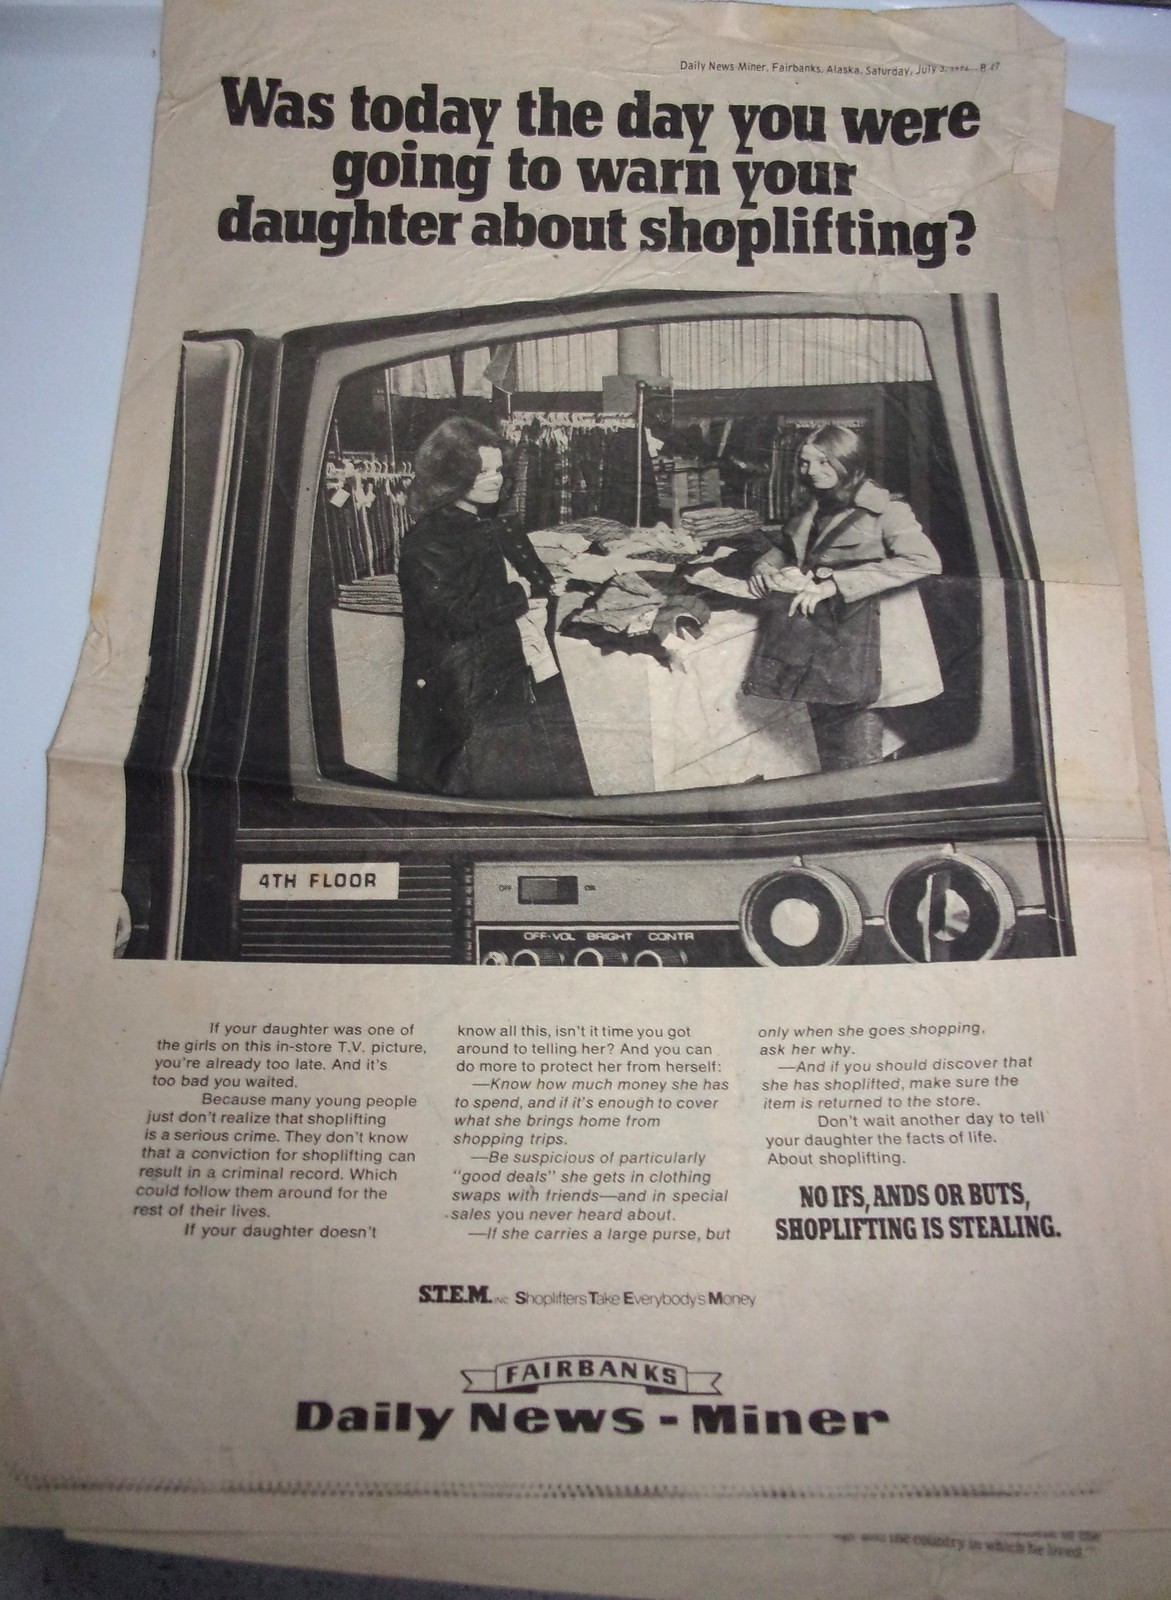 Daily News-Miner, Fairbanks, Alaska, Saturday, July 3,
Was today the day you were
going to warn your
daughter about shoplifting?
4TH FLOOR
OFF ON
OFF-VOL BRIGHT CONTR
If your daughter was one of
the girls on this in-store T.V. picture,
you're already too late. And it's
too bad you waited.
Because many young people
just don't realize that shoplifting
is a serious crime. They don't know
that a conviction for shoplifting can
result in a criminal record. Which
could follow them around for the
rest of their lives.
If your daughter doesn't
know all this, isn't it time you got
around to telling her? And you can
do more to protect her from herself:
—Know how much money she has
to spend, and if it's enough to cover
what she brings home from
shopping trips.
—Be suspicious of particularly
"good deals" she gets in clothing
swaps with friends—and in special
sales you never heard about.
—If she carries a large purse, but
only when she goes shopping,
ask her why.
—And if you should discover that
she has shoplifted, make sure the
item is returned to the store.
Don't wait another day to tell
your daughter the facts of life.
About shoplifting.
NO IFS, ANDS OR BUTS,
SHOPLIFTING IS STEALING.
S.T.E.M. INC Shoplifters Take Everybody's Money
FAIRBANKS
Daily News-Miner
and the country in which he lived."